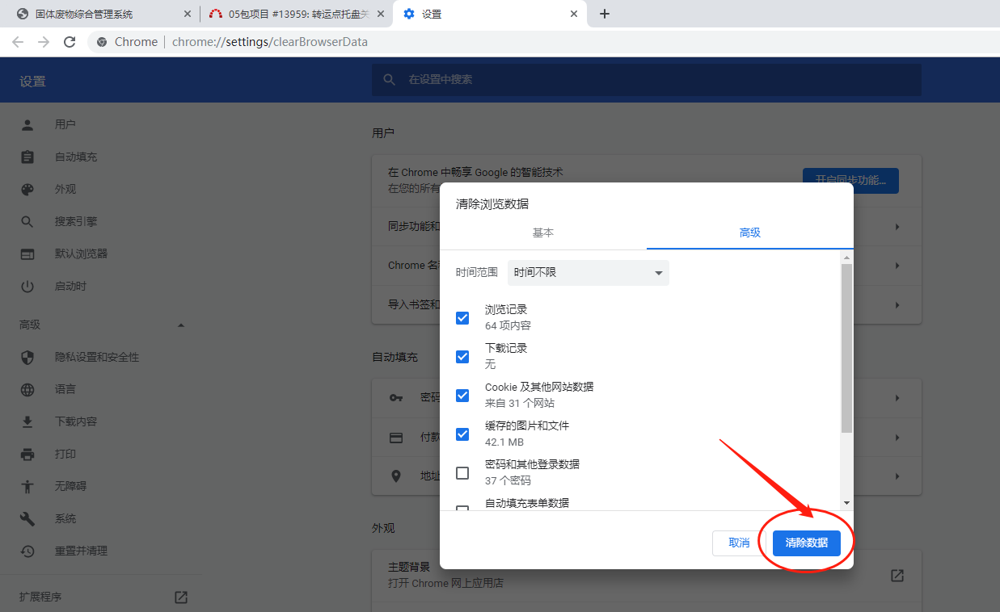 固体废物综合管理系统
05包项目 #13959: 转运点托盘关
设置
Chrome | chrome://settings/clearBrowserData
设置
在设置中搜索
用户
自动填充
外观
搜索引擎
默认浏览器
启动时
高级
隐私设置和安全性
语言
下载内容
打印
无障碍
系统
重置并清理
扩展程序
用户
在 Chrome 中畅享 Google 的智能技术
在您的所有
开启同步功能...
同步功能和
Chrome 名
导入书签和
自动填充
密码
付款
地址
外观
主题背景
打开 Chrome 网上应用店
清除浏览数据
基本
高级
时间范围 时间不限
浏览记录
64 项内容
下载记录
无
Cookie 及其他网站数据
来自 31 个网站
缓存的图片和文件
42.1 MB
密码和其他登录数据
37 个密码
自动填充表单数据
取消
清除数据